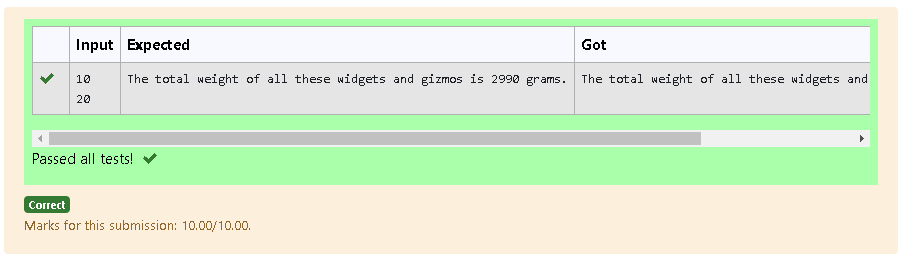 Input Expected Got
10 The total weight of all these widgets and gizmos is 2990 grams. The total weight of all these widgets and
20
Passed all tests!
Correct
Marks for this submission: 10.00/10.00.